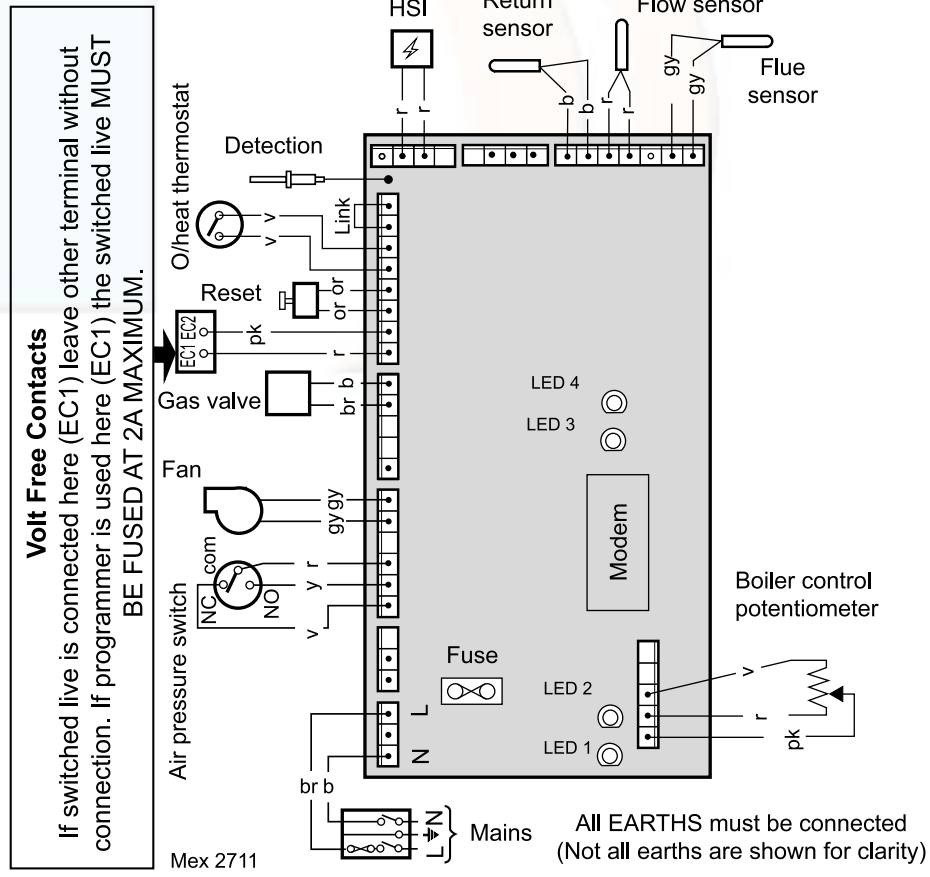 Volt Free Contacts
If switched live is connected here (EC1) leave other terminal without
connection. If programmer is used here (EC1) the switched live MUST
BE FUSED AT 2A MAXIMUM.
HSI
Return
sensor
Flow sensor
Flue
sensor
r
r
b
b
r
r
gy
gy
Detection
O/heat thermostat
v
v
Link
Reset
or
or
EC1 EC2
pk
r
Gas valve
b
br
LED 4
LED 3
Fan
gy
gy
Modem
Air pressure switch
com
NC
NO
r
y
v
Fuse
Boiler control
potentiometer
LED 2
LED 1
v
r
pk
L
N
br b
N
L
Mains
All EARTHS must be connected
(Not all earths are shown for clarity)
Mex 2711